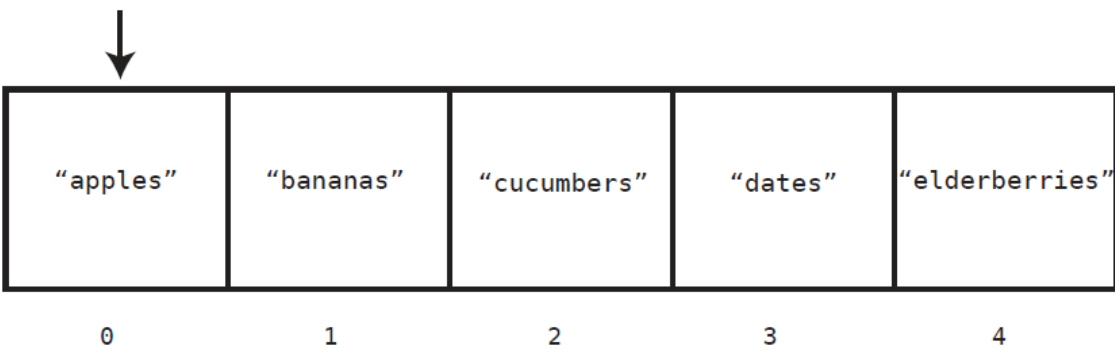 “apples” “bananas” “cucumbers” “dates” “elderberries”
0 1 2 3 4